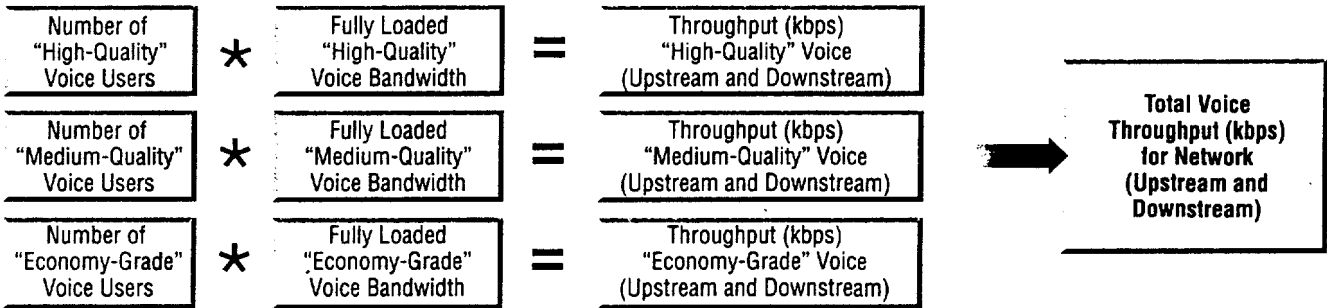 Number of
“High-Quality”
Voice Users
*
Fully Loaded
“High-Quality”
Voice Bandwidth
=
Throughput (kbps)
“High-Quality” Voice
(Upstream and Downstream)
Number of
“Medium-Quality”
Voice Users
*
Fully Loaded
“Medium-Quality”
Voice Bandwidth
=
Throughput (kbps)
“Medium-Quality” Voice
(Upstream and Downstream)
Number of
“Economy-Grade”
Voice Users
*
Fully Loaded
“Economy-Grade”
Voice Bandwidth
=
Throughput (kbps)
“Economy-Grade” Voice
(Upstream and Downstream)
Total Voice
Throughput (kbps)
for Network
(Upstream and
Downstream)